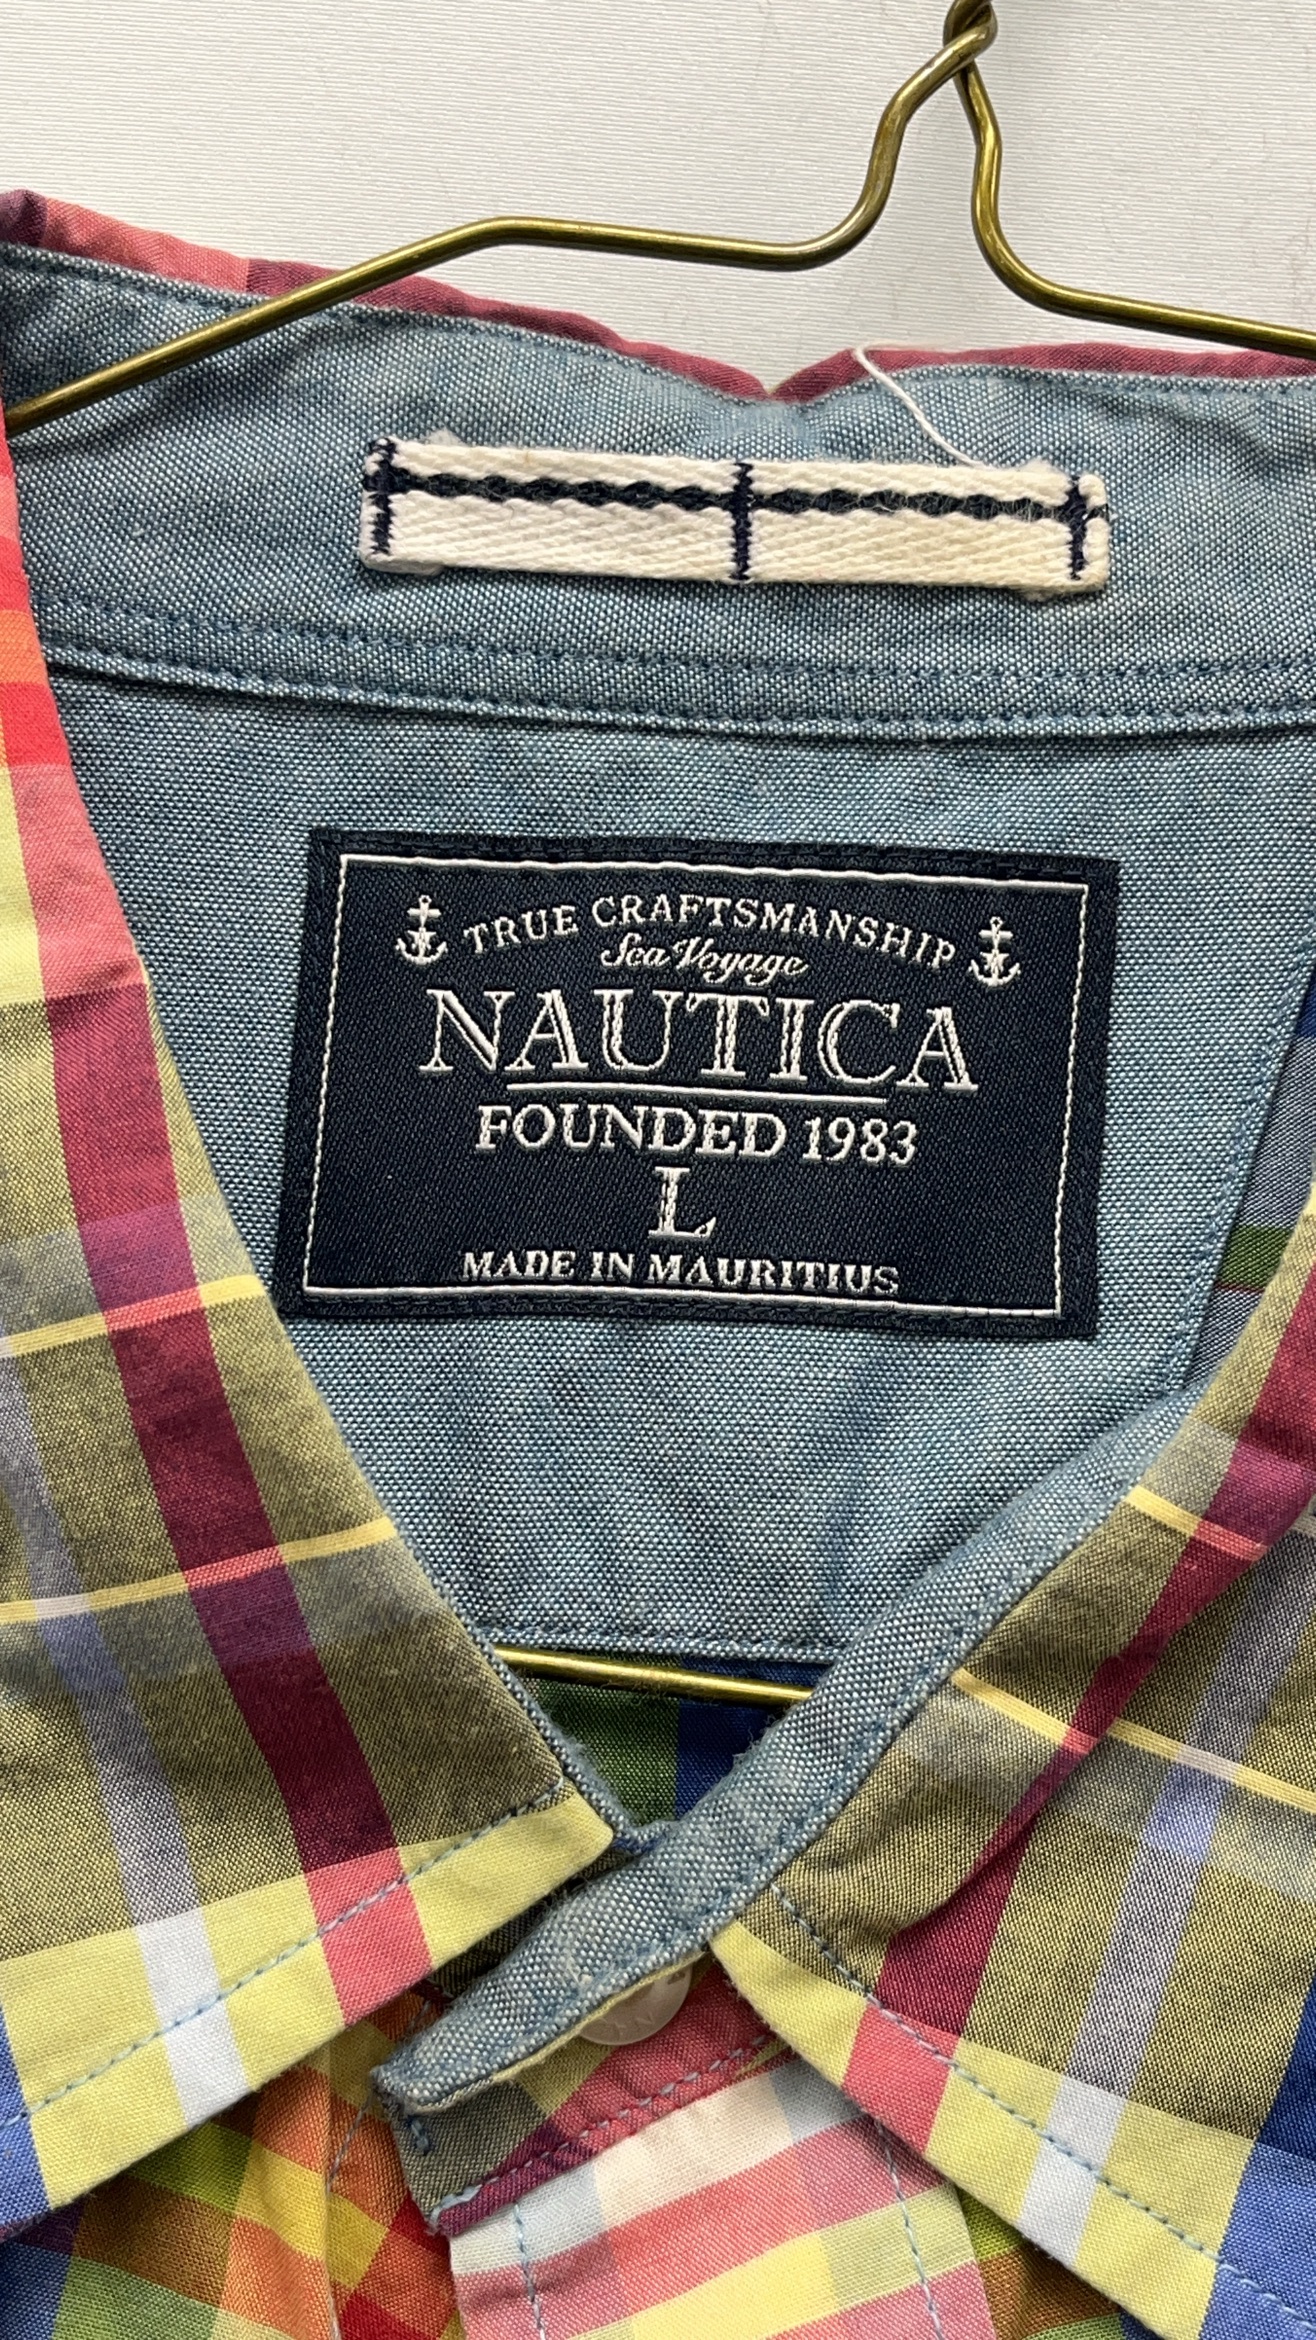 TRUE CRAFTSMANSHIP
Sea Voyage
NAUTICA
FOUNDED 1983
L
MADE IN MAURITIUS